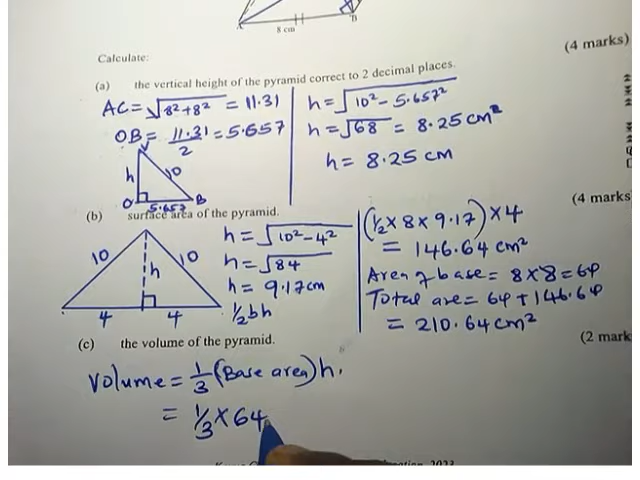 A
B
8 cm
Calculate:
(4 marks)
(a) the vertical height of the pyramid correct to 2 decimal places.
AC = √8²+8² = 11.31
OB = 11.31/2 = 5.657
V
h
10
O
B
5.657
h = √10² - 5.657²
h = √68 = 8.25 cm²
h = 8.25 cm
(b) surface area of the pyramid.
(4 marks
10
10
h
4
4
h = √10² - 4²
h = √84
h = 9.17cm
½ bh
(½ × 8 × 9.17) × 4
= 146.64 cm²
Area of base = 8 × 8 = 64
Total are = 64 + 146.64
= 210.64 cm²
(c) the volume of the pyramid.
(2 mark
Volume = 1/3 (Base area) h.
= 1/3 × 64
2023